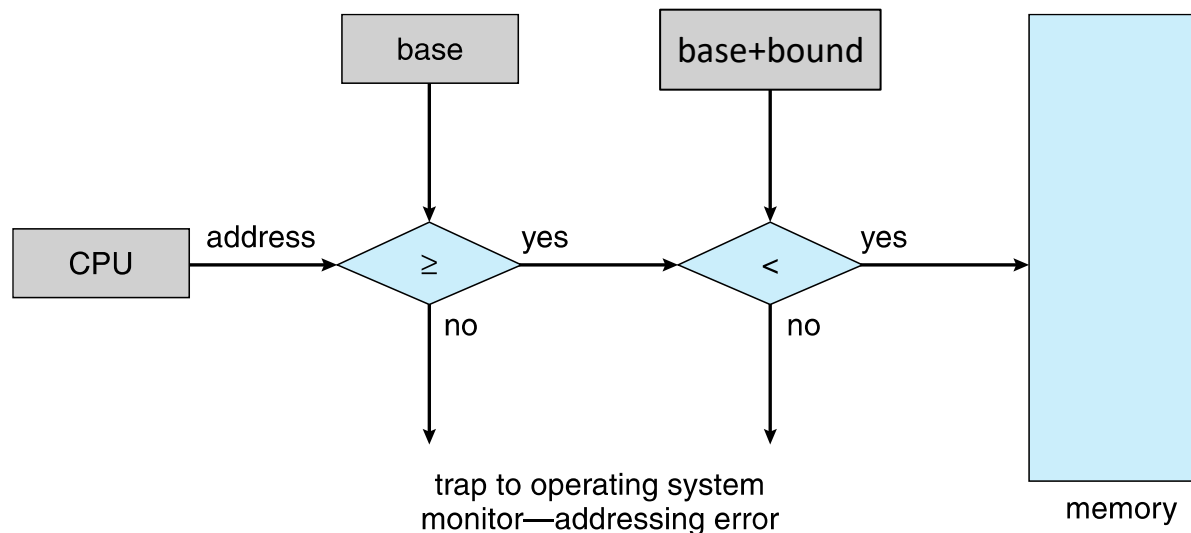 base
base+bound
CPU
address
≥
yes
<
yes
no
no
trap to operating system
monitor—addressing error
memory